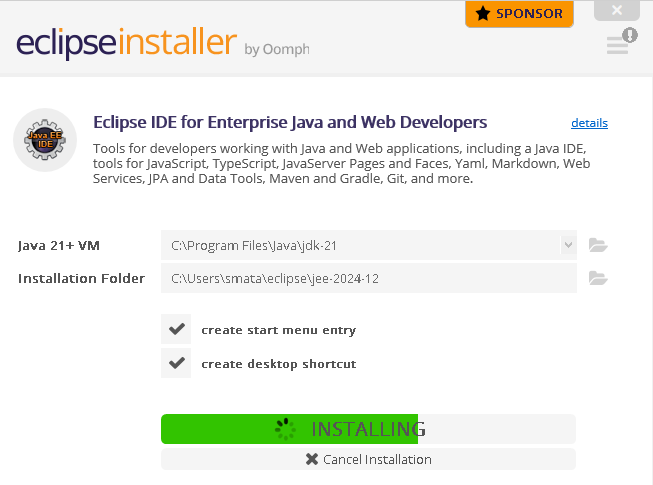 SPONSOR
eclipseinstaller by Oomph
Java EE
IDE
Eclipse IDE for Enterprise Java and Web Developers
details
Tools for developers working with Java and Web applications, including a Java IDE,
tools for JavaScript, TypeScript, JavaServer Pages and Faces, Yaml, Markdown, Web
Services, JPA and Data Tools, Maven and Gradle, Git, and more.
Java 21+ VM
C:\Program Files\Java\jdk-21
Installation Folder
C:\Users\smata\eclipse\jee-2024-12
create start menu entry
create desktop shortcut
INSTALLING
Cancel Installation